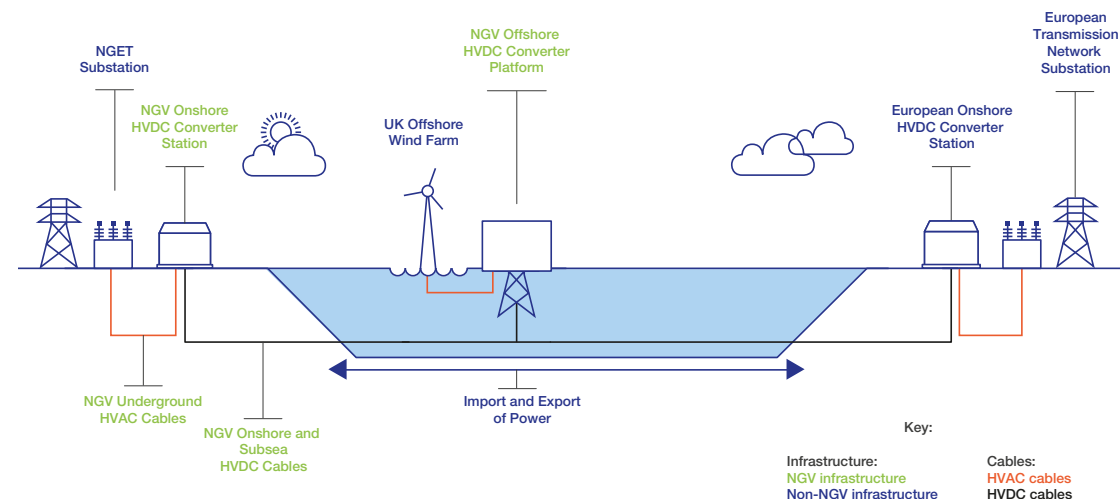 NGET
Substation
NGV Onshore
HVDC Converter
Station
UK Offshore
Wind Farm
NGV Offshore
HVDC Converter
Platform
European Onshore
HVDC Converter
Station
European
Transmission
Network
Substation
NGV Underground
HVAC Cables
NGV Onshore and
Subsea
HVDC Cables
Import and Export
of Power
Key:
Infrastructure:
NGV infrastructure
Non-NGV infrastructure
Cables:
HVAC cables
HVDC cables